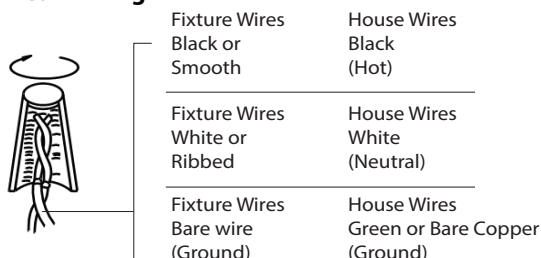 Fixture Wires House Wires
Black or Black
Smooth (Hot)
Fixture Wires House Wires
White or White
Ribbed (Neutral)
Fixture Wires House Wires
Bare wire Green or Bare Copper
(Ground) (Ground)